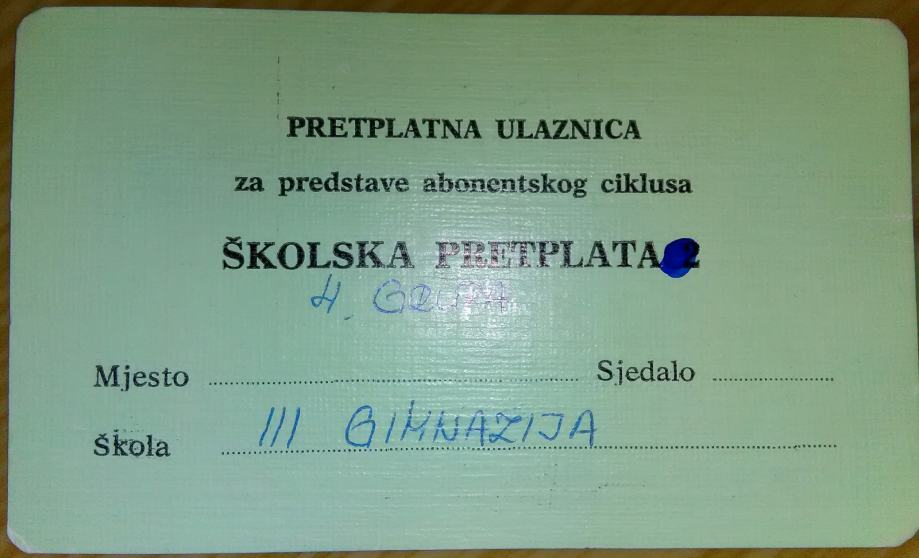 PRETPLATNA ULAZNICA
za predstave abonentskog ciklusa
ŠKOLSKA PRETPLATA 2
4. GRUPA
Mjesto ........ Sjedalo ........
Škola III GIMNAZIJA